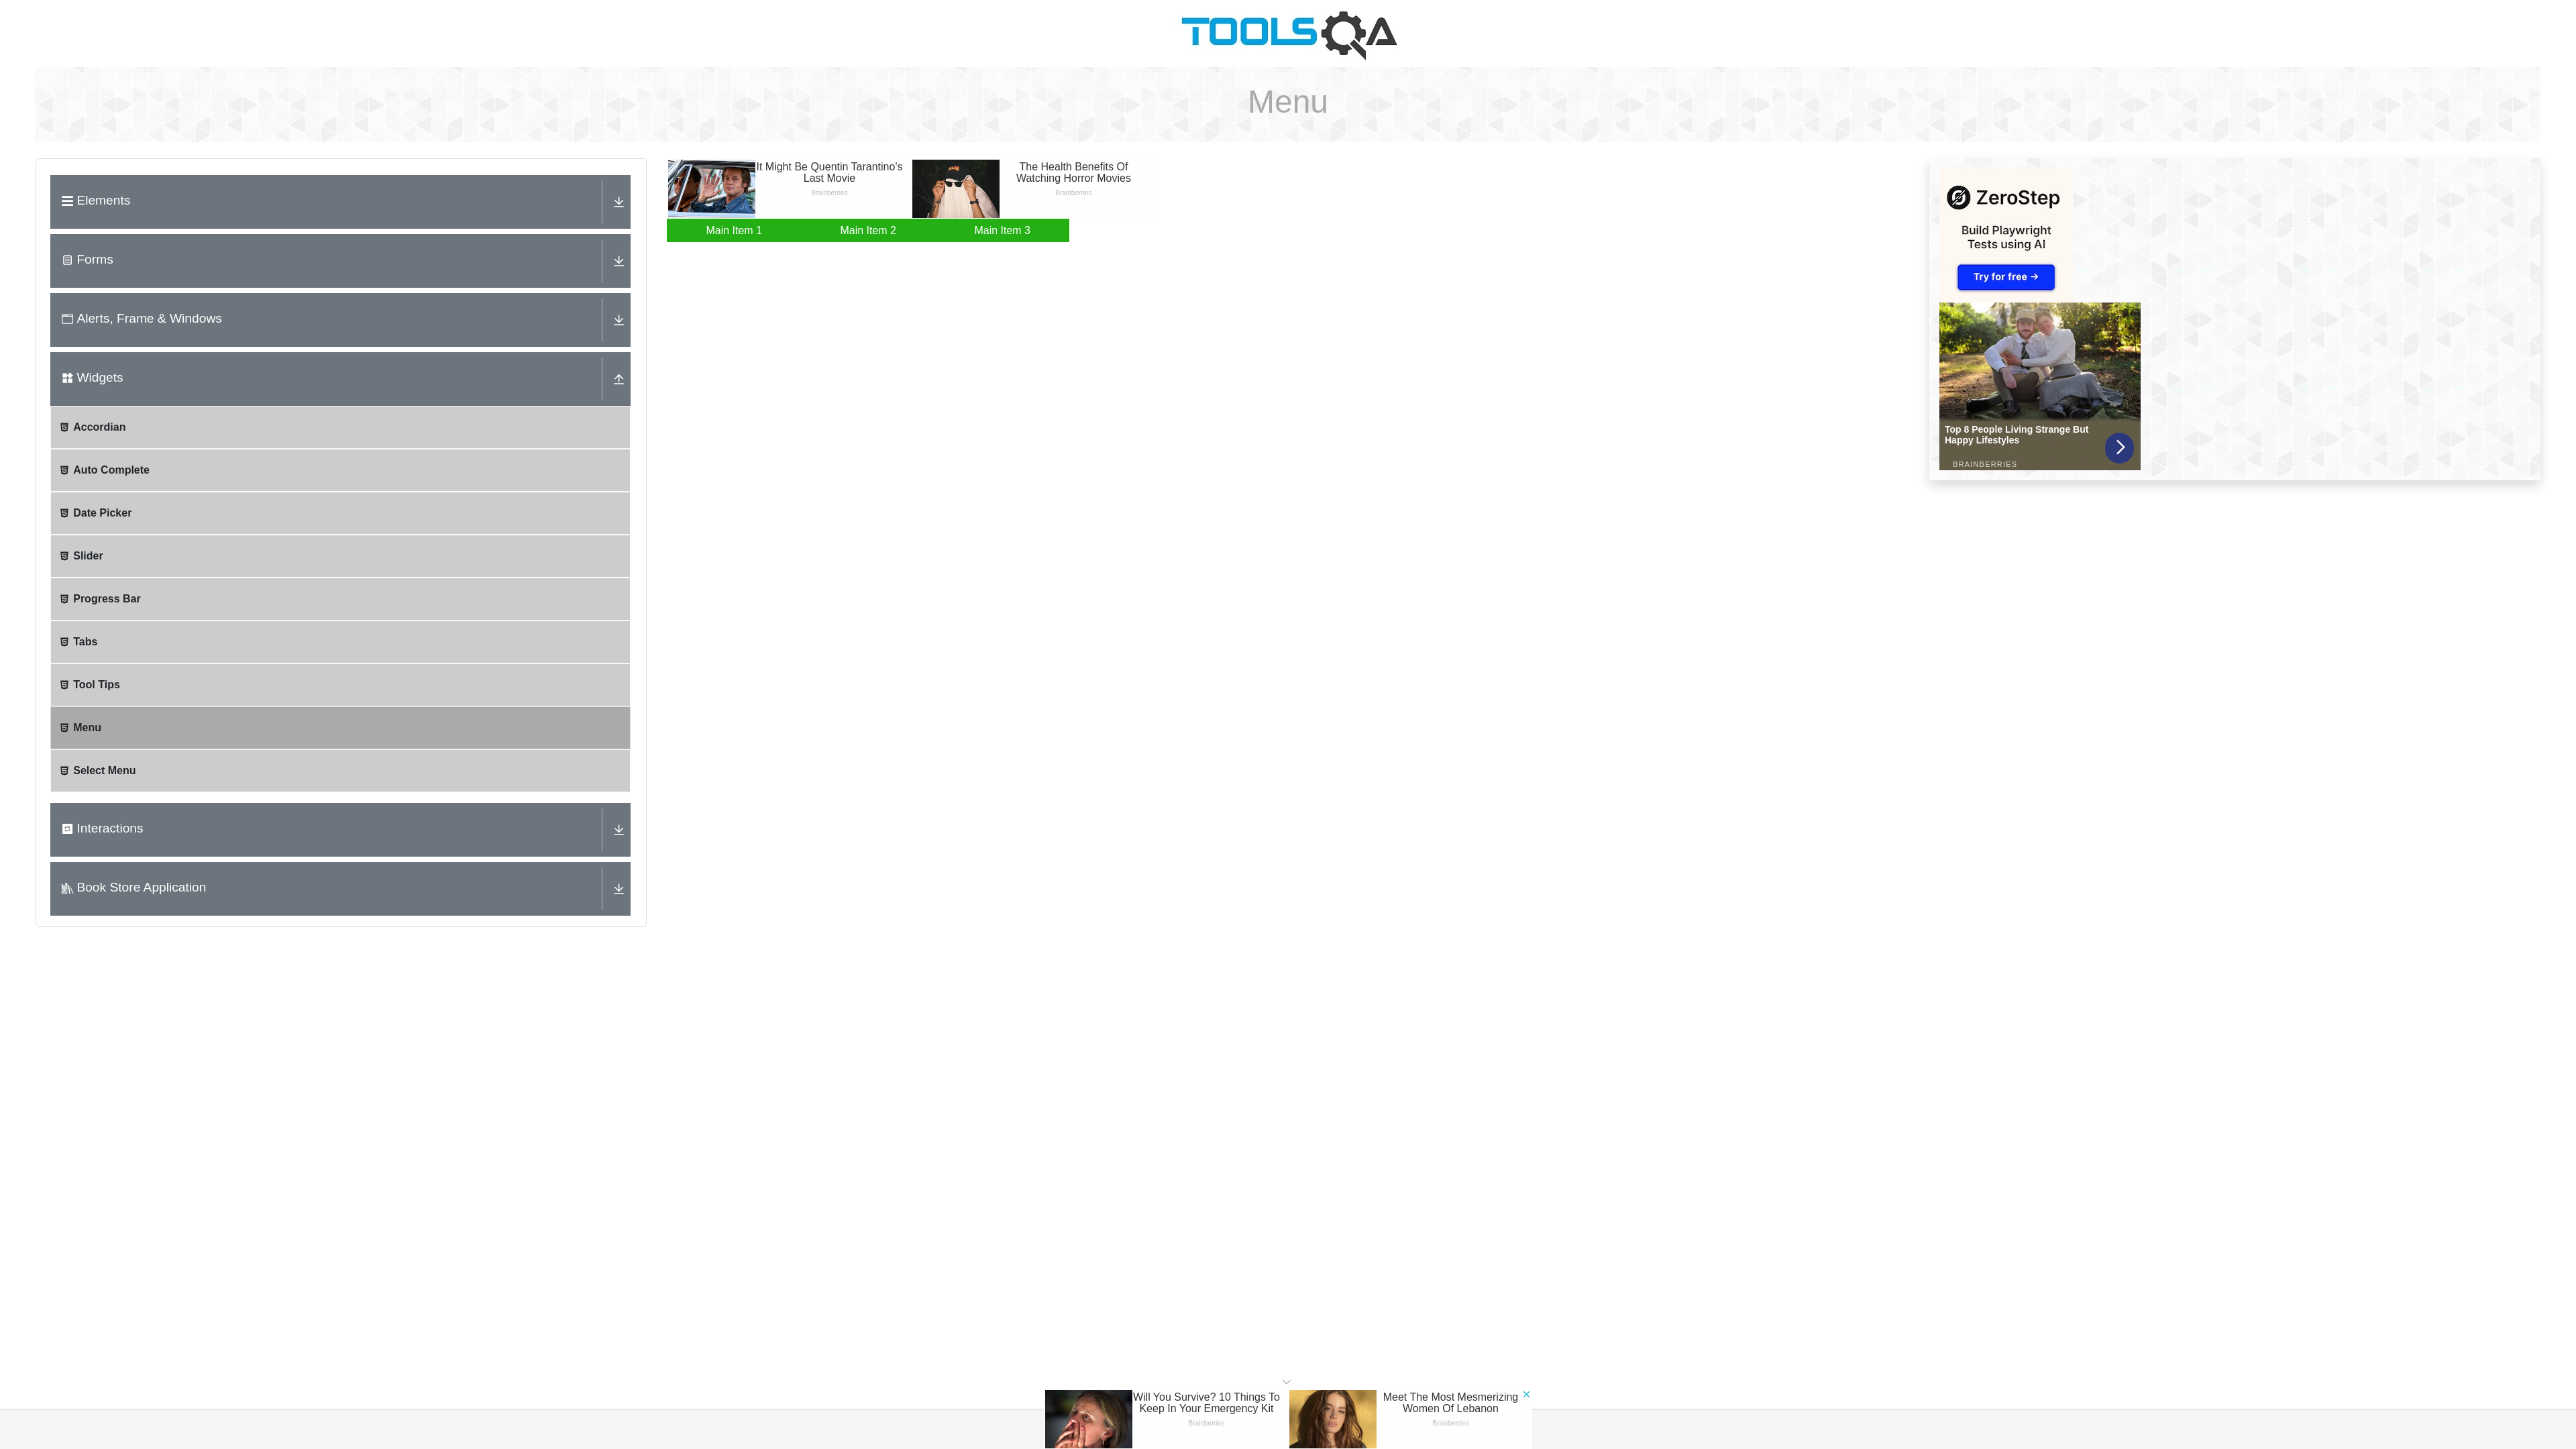 TOOLSQA
Menu
Elements
Forms
Alerts, Frame & Windows
Widgets
Accordian
Auto Complete
Date Picker
Slider
Progress Bar
Tabs
Tool Tips
Menu
Select Menu
Interactions
Book Store Application
It Might Be Quentin Tarantino's
Last Movie
Brainberries
The Health Benefits Of
Watching Horror Movies
Brainberries
Main Item 1
Main Item 2
Main Item 3
ZeroStep
Build Playwright
Tests using AI
Try for free →
Top 8 People Living Strange But
Happy Lifestyles
BRAINBERRIES
Will You Survive? 10 Things To
Keep In Your Emergency Kit
Brainberries
Meet The Most Mesmerizing
Women Of Lebanon
Brainberries